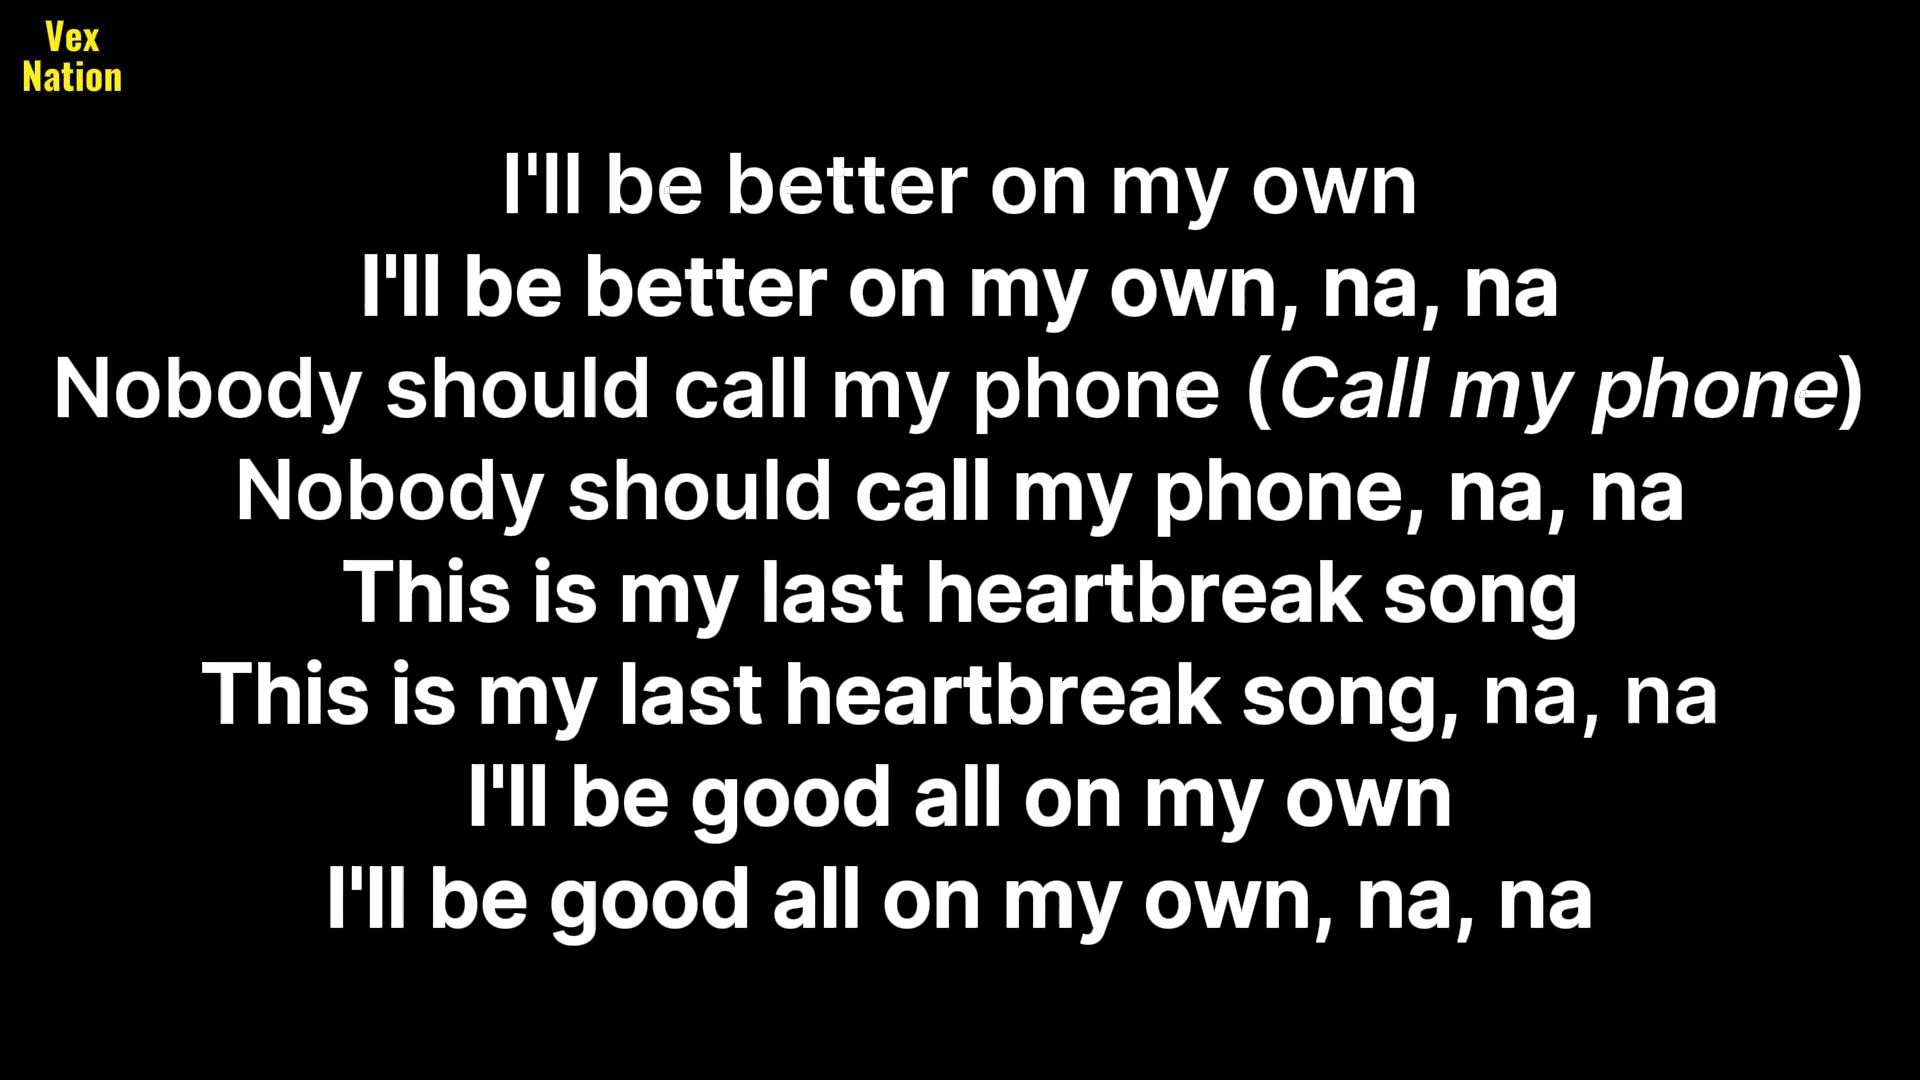 Vex
Nation
I'll be better on my own
I'll be better on my own, na, na
Nobody should call my phone (Call my phone)
Nobody should call my phone, na, na
This is my last heartbreak song
This is my last heartbreak song, na, na
I'll be good all on my own
I'll be good all on my own, na, na